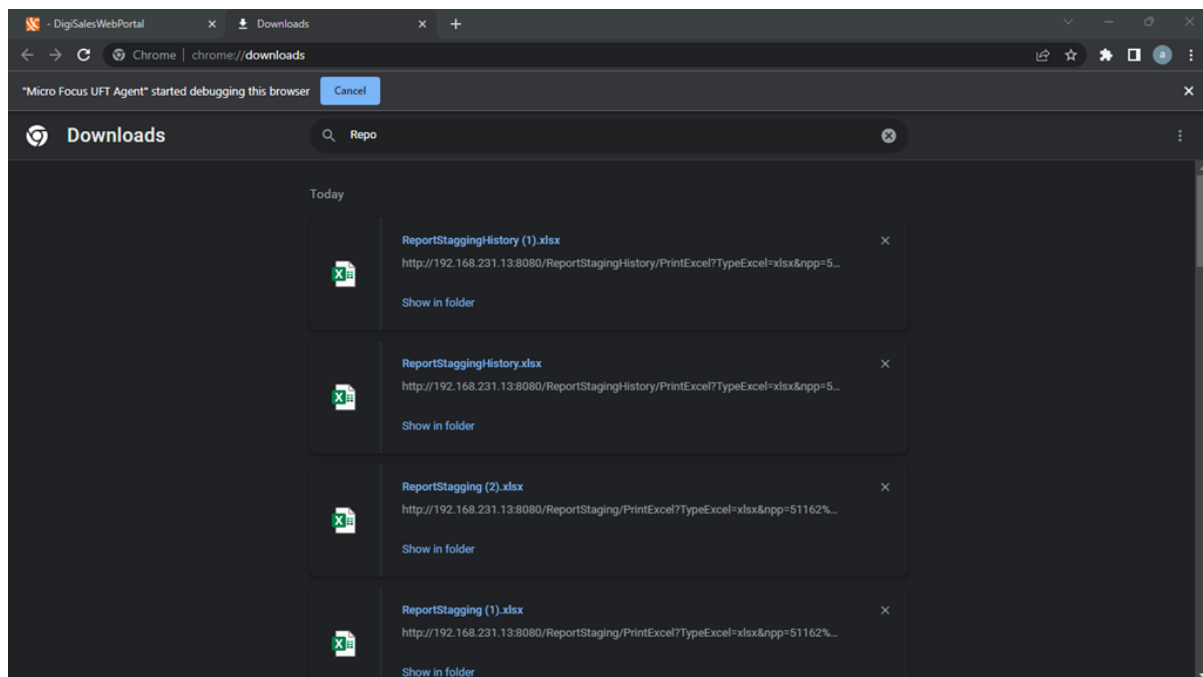 - DigiSalesWebPortal
Downloads
Chrome | chrome://downloads
a
"Micro Focus UFT Agent" started debugging this browser
Cancel
Downloads
Repo
Today
ReportStaggingHistory (1).xlsx
http://192.168.231.13:8080/ReportStagingHistory/PrintExcel?TypeExcel=xlsx&npp=5...
Show in folder
ReportStaggingHistory.xlsx
http://192.168.231.13:8080/ReportStagingHistory/PrintExcel?TypeExcel=xlsx&npp=5...
Show in folder
ReportStagging (2).xlsx
http://192.168.231.13:8080/ReportStaging/PrintExcel?TypeExcel=xlsx&npp=51162%...
Show in folder
ReportStagging (1).xlsx
http://192.168.231.13:8080/ReportStaging/PrintExcel?TypeExcel=xlsx&npp=51162%...
Show in folder